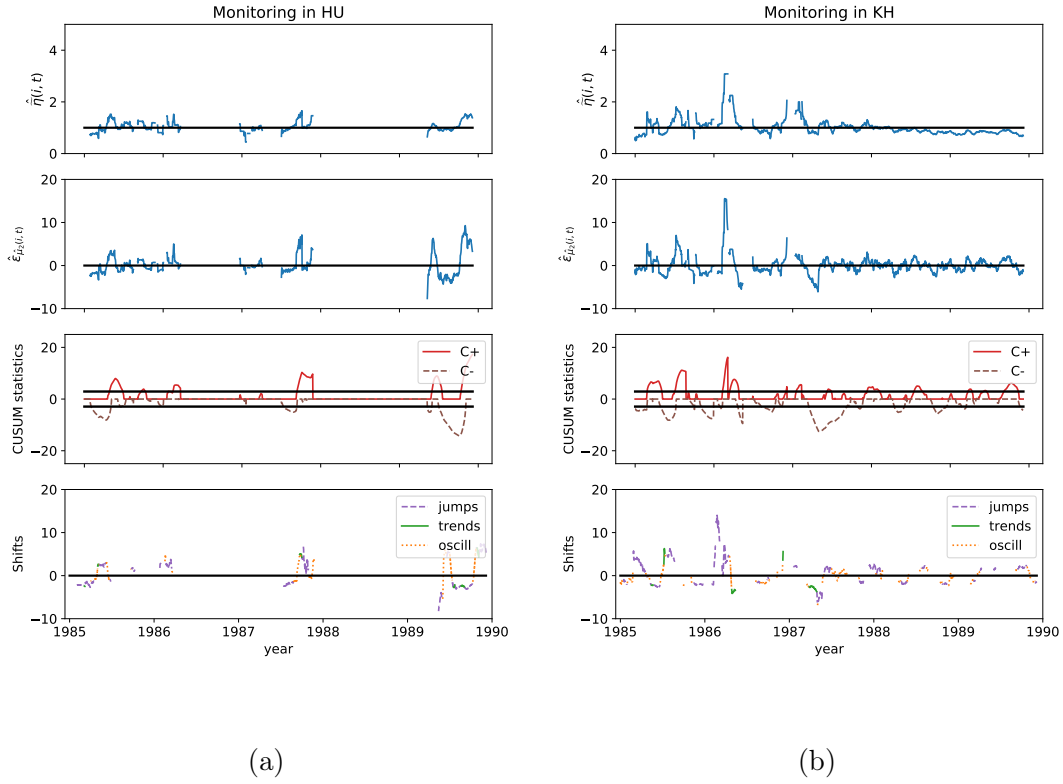 Monitoring in HU
Monitoring in KH
4
2
0
η̂(i, t)
4
2
0
η̂(i, t)
20
10
0
−10
ε̂μ̂₂(i,t)
20
10
0
−10
ε̂μ̂₂(i,t)
20
0
−20
CUSUM statistics
C+
C-
20
0
−20
CUSUM statistics
C+
C-
20
10
0
−10
Shifts
jumps
trends
oscill
20
10
0
−10
Shifts
jumps
trends
oscill
1985 1986 1987 1988 1989 1990
year
1985 1986 1987 1988 1989 1990
year
(a)
(b)